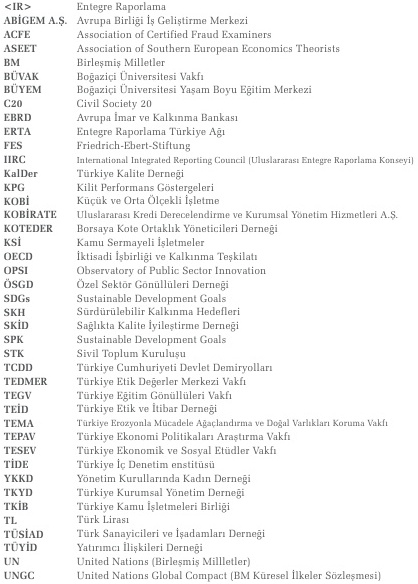 <IR> Entegre Raporlama
ABİGEM A.Ş. Avrupa Birliği İş Geliştirme Merkezi
ACFE Association of Certified Fraud Examiners
ASEET Association of Southern European Economics Theorists
BM Birleşmiş Milletler
BÜVAK Boğaziçi Üniversitesi Vakfı
BÜYEM Boğaziçi Üniversitesi Yaşam Boyu Eğitim Merkezi
C20 Civil Society 20
EBRD Avrupa İmar ve Kalkınma Bankası
ERTA Entegre Raporlama Türkiye Ağı
FES Friedrich-Ebert-Stiftung
IIRC International Integrated Reporting Council (Uluslararası Entegre Raporlama Konseyi)
KalDer Türkiye Kalite Derneği
KPG Kilit Performans Göstergeleri
KOBİ Küçük ve Orta Ölçekli İşletme
KOBİRATE Uluslararası Kredi Derecelendirme ve Kurumsal Yönetim Hizmetleri A.Ş.
KOTEDER Borsaya Kote Ortaklık Yöneticileri Derneği
KSİ Kamu Sermayeli İşletmeler
OECD İktisadi İşbirliği ve Kalkınma Teşkilatı
OPSI Observatory of Public Sector Innovation
ÖSGD Özel Sektör Gönüllüleri Derneği
SDGs Sustainable Development Goals
SKH Sürdürülebilir Kalkınma Hedefleri
SKİD Sağlıkta Kalite İyileştirme Derneği
SPK Sustainable Development Goals
STK Sivil Toplum Kuruluşu
TCDD Türkiye Cumhuriyeti Devlet Demiryolları
TEDMER Türkiye Etik Değerler Merkezi Vakfı
TEGV Türkiye Eğitim Gönüllüleri Vakfı
TEİD Türkiye Etik ve İtibar Derneği
TEMA Türkiye Erozyonla Mücadele Ağaçlandırma ve Doğal Varlıkları Koruma Vakfı
TEPAV Türkiye Ekonomi Politikaları Araştırma Vakfı
TESEV Türkiye Ekonomik ve Sosyal Etüdler Vakfı
TİDE Türkiye İç Denetim enstitüsü
YKKD Yönetim Kurullarında Kadın Derneği
TKYD Türkiye Kurumsal Yönetim Derneği
TKİB Türkiye Kamu İşletmeleri Birliği
TL Türk Lirası
TÜSİAD Türk Sanayicileri ve İşadamları Derneği
TÜYİD Yatırımcı İlişkileri Derneği
UN United Nations (Birleşmiş Millletler)
UNGC United Nations Global Compact (BM Küresel İlkeler Sözleşmesi)